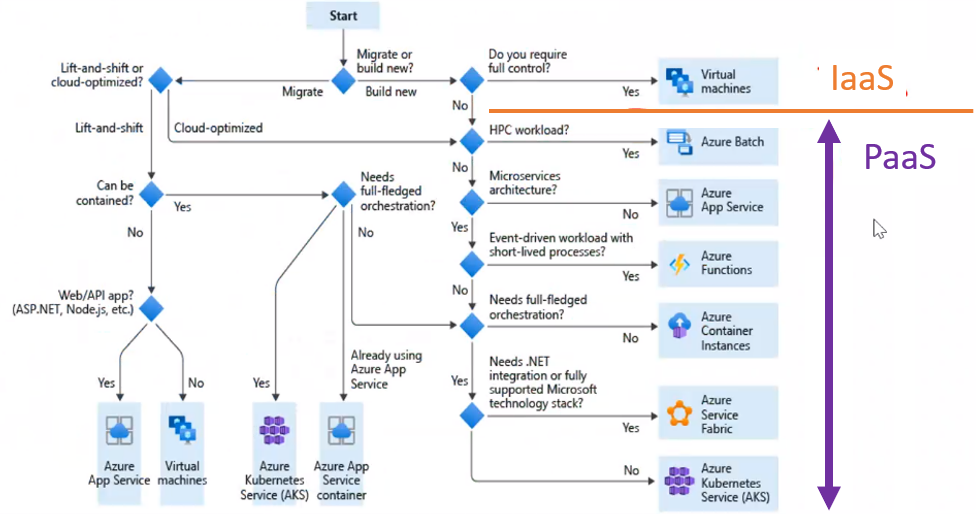 Start
Migrate or
build new?
Migrate
Build new
Lift-and-shift or
cloud-optimized?
Lift-and-shift
Cloud-optimized
Do you require
full control?
Yes
No
Virtual
machines
IaaS
PaaS
HPC workload?
Yes
No
Azure Batch
Microservices
architecture?
No
Yes
Azure
App Service
Event-driven workload with
short-lived processes?
Yes
No
Azure
Functions
Needs full-fledged
orchestration?
No
Yes
Azure
Container
Instances
Needs .NET
integration or fully
supported Microsoft
technology stack?
Yes
No
Azure
Service
Fabric
Azure
Kubernetes
Service (AKS)
Can be
contained?
Yes
No
Needs
full-fledged
orchestration?
No
Yes
Already using
Azure App
Service
Web/API app?
(ASP.NET, Node.js, etc.)
Yes
No
Azure
App Service
Virtual
machines
Azure
Kubernetes
Service (AKS)
Azure App
Service
container